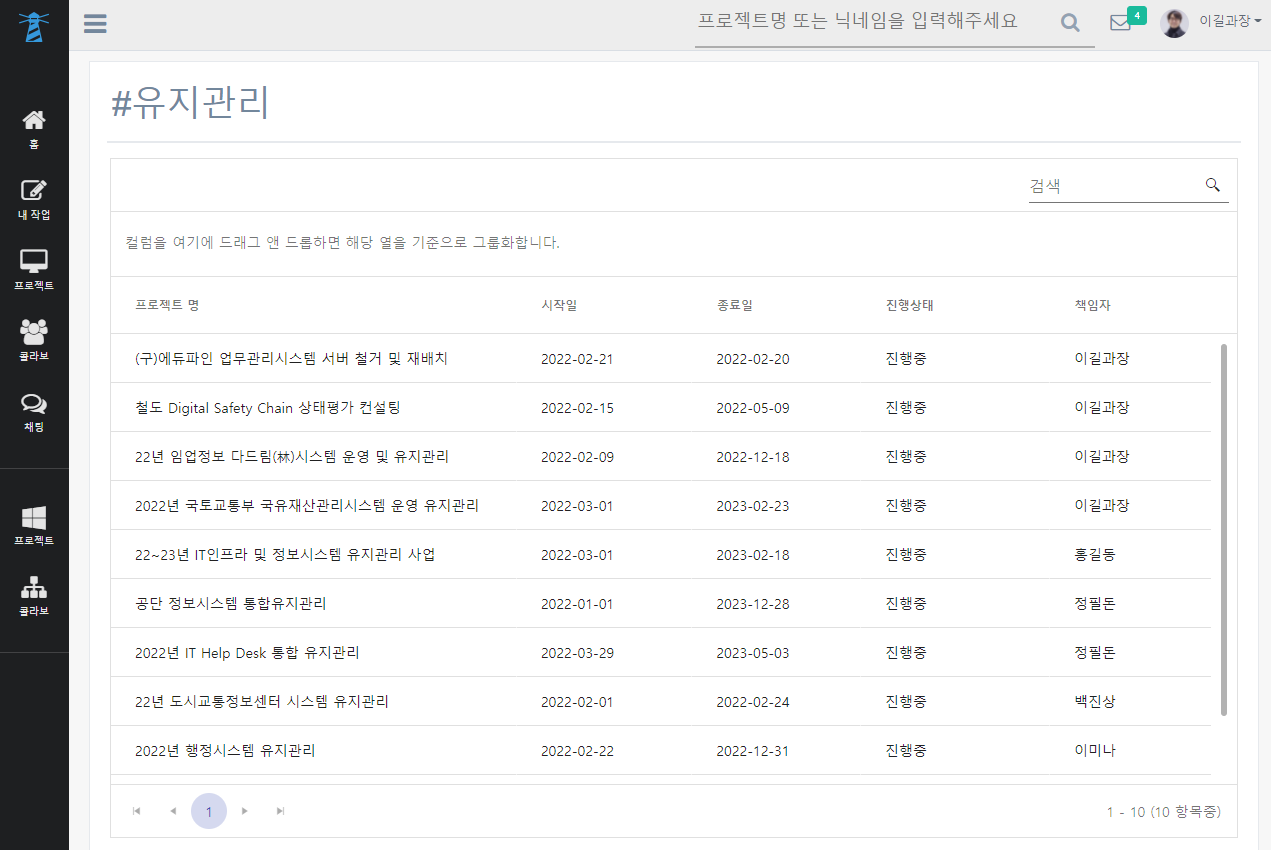 프로젝트명 또는 닉네임을 입력해주세요
4
이길과장
홈
내 작업
프로젝트
콜라보
채팅
프로젝트
콜라보
#유지관리
검색
컬럼을 여기에 드래그 앤 드롭하면 해당 열을 기준으로 그룹화합니다.
프로젝트 명 시작일 종료일 진행상태 책임자
(구)에듀파인 업무관리시스템 서버 철거 및 재배치 2022-02-21 2022-02-20 진행중 이길과장
철도 Digital Safety Chain 상태평가 컨설팅 2022-02-15 2022-05-09 진행중 이길과장
22년 임업정보 다드림(林)시스템 운영 및 유지관리 2022-02-09 2022-12-18 진행중 이길과장
2022년 국토교통부 국유재산관리시스템 운영 유지관리 2022-03-01 2023-02-23 진행중 이길과장
22~23년 IT인프라 및 정보시스템 유지관리 사업 2022-03-01 2023-02-18 진행중 홍길동
공단 정보시스템 통합유지관리 2022-01-01 2023-12-28 진행중 정필돈
2022년 IT Help Desk 통합 유지관리 2022-03-29 2023-05-03 진행중 정필돈
22년 도시교통정보센터 시스템 유지관리 2022-02-01 2022-02-24 진행중 백진상
2022년 행정시스템 유지관리 2022-02-22 2022-12-31 진행중 이미나
1
1 - 10 (10 항목중)